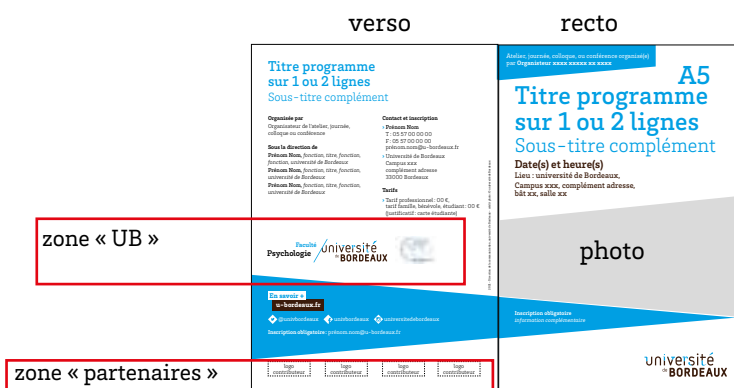 verso
recto
Titre programme
sur 1 ou 2 lignes
Sous-titre complément
Organisée par
Organisateur de l'atelier, journée,
colloque ou conférence
Sous la direction de
Prénom Nom, fonction, titre, fonction,
fonction, université de Bordeaux
Prénom Nom, fonction, titre, fonction,
université de Bordeaux
Prénom Nom, fonction, titre, fonction,
université de Bordeaux
Contact et inscription
› Prénom Nom
T : 05 57 00 00 00
F : 05 57 00 00 00
prénom.nom@u-bordeaux.fr
› Université de Bordeaux
Campus xxx
complément adresse
33000 Bordeaux
Tarifs
› Tarif professionnel : 00 €,
tarif famille, bénévole, étudiant : 00 €
(justificatif : carte étudiante)
zone « UB »
Faculté
Psychologie
université
de BORDEAUX
En savoir +
u-bordeaux.fr
@univbordeaux
univbordeaux
universitedebordeaux
Inscription obligatoire : prénom.nom@u-bordeaux.fr
zone « partenaires »
logo
contributeur
logo
contributeur
logo
contributeur
logo
contributeur
Atelier, journée, colloque, ou conférence organisé(e)
par Organisteur xxxx xxxxx xx xxxx
A5
Titre programme
sur 1 ou 2 lignes
Sous-titre complément
Date(s) et heure(s)
Lieu : université de Bordeaux,
Campus xxx, complément adresse,
bât xx, salle xx
photo
Inscription obligatoire
information complémentaire
université
de BORDEAUX